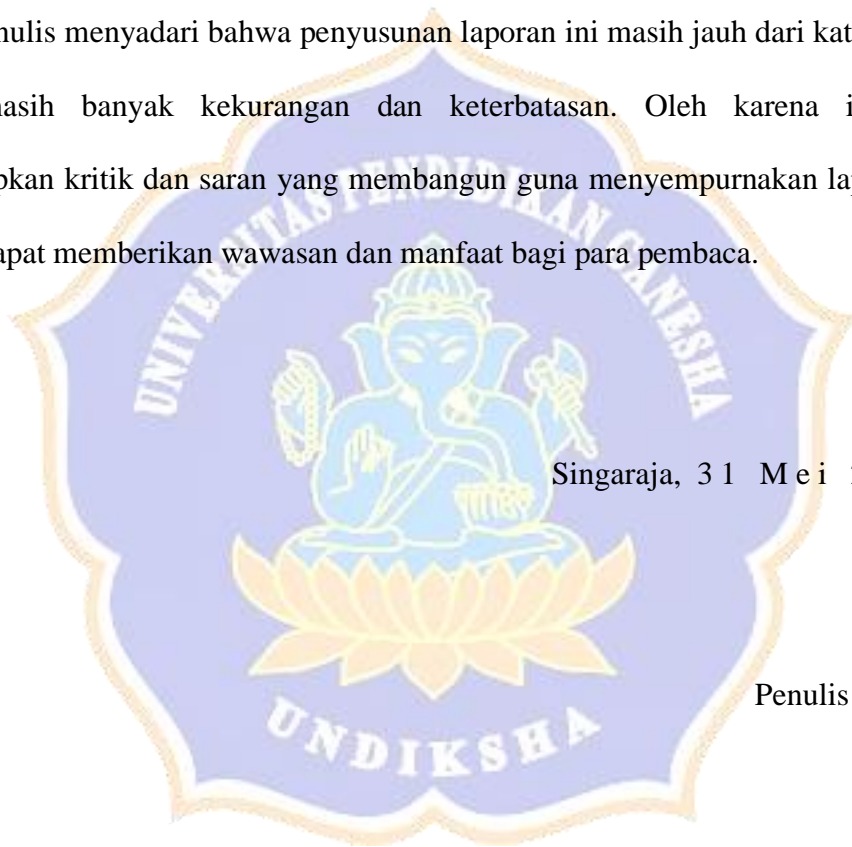 nulis menyadari bahwa penyusunan laporan ini masih jauh dari kat
masih banyak kekurangan dan keterbatasan. Oleh karena i
pkan kritik dan saran yang membangun guna menyempurnakan lap
apat memberikan wawasan dan manfaat bagi para pembaca.
UNIVERSITAS PENDIDIKAN GANESHA
Singaraja, 31 Mei
Penulis
UNDIKSHA